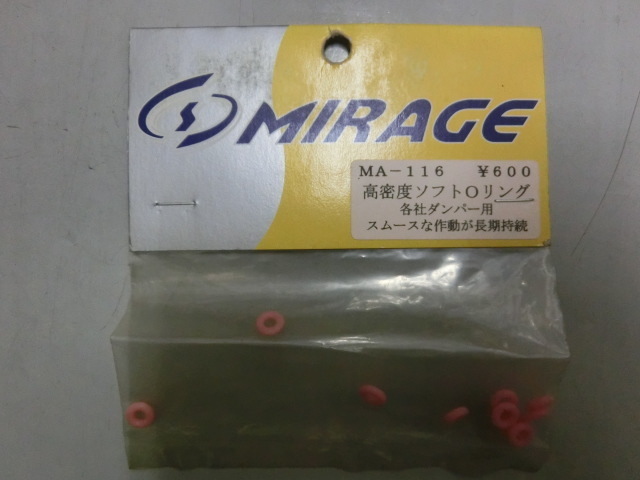 MIRAGE
MA-116 ¥600
高密度ソフトOリング
各社ダンパー用
スムースな作動が長期持続